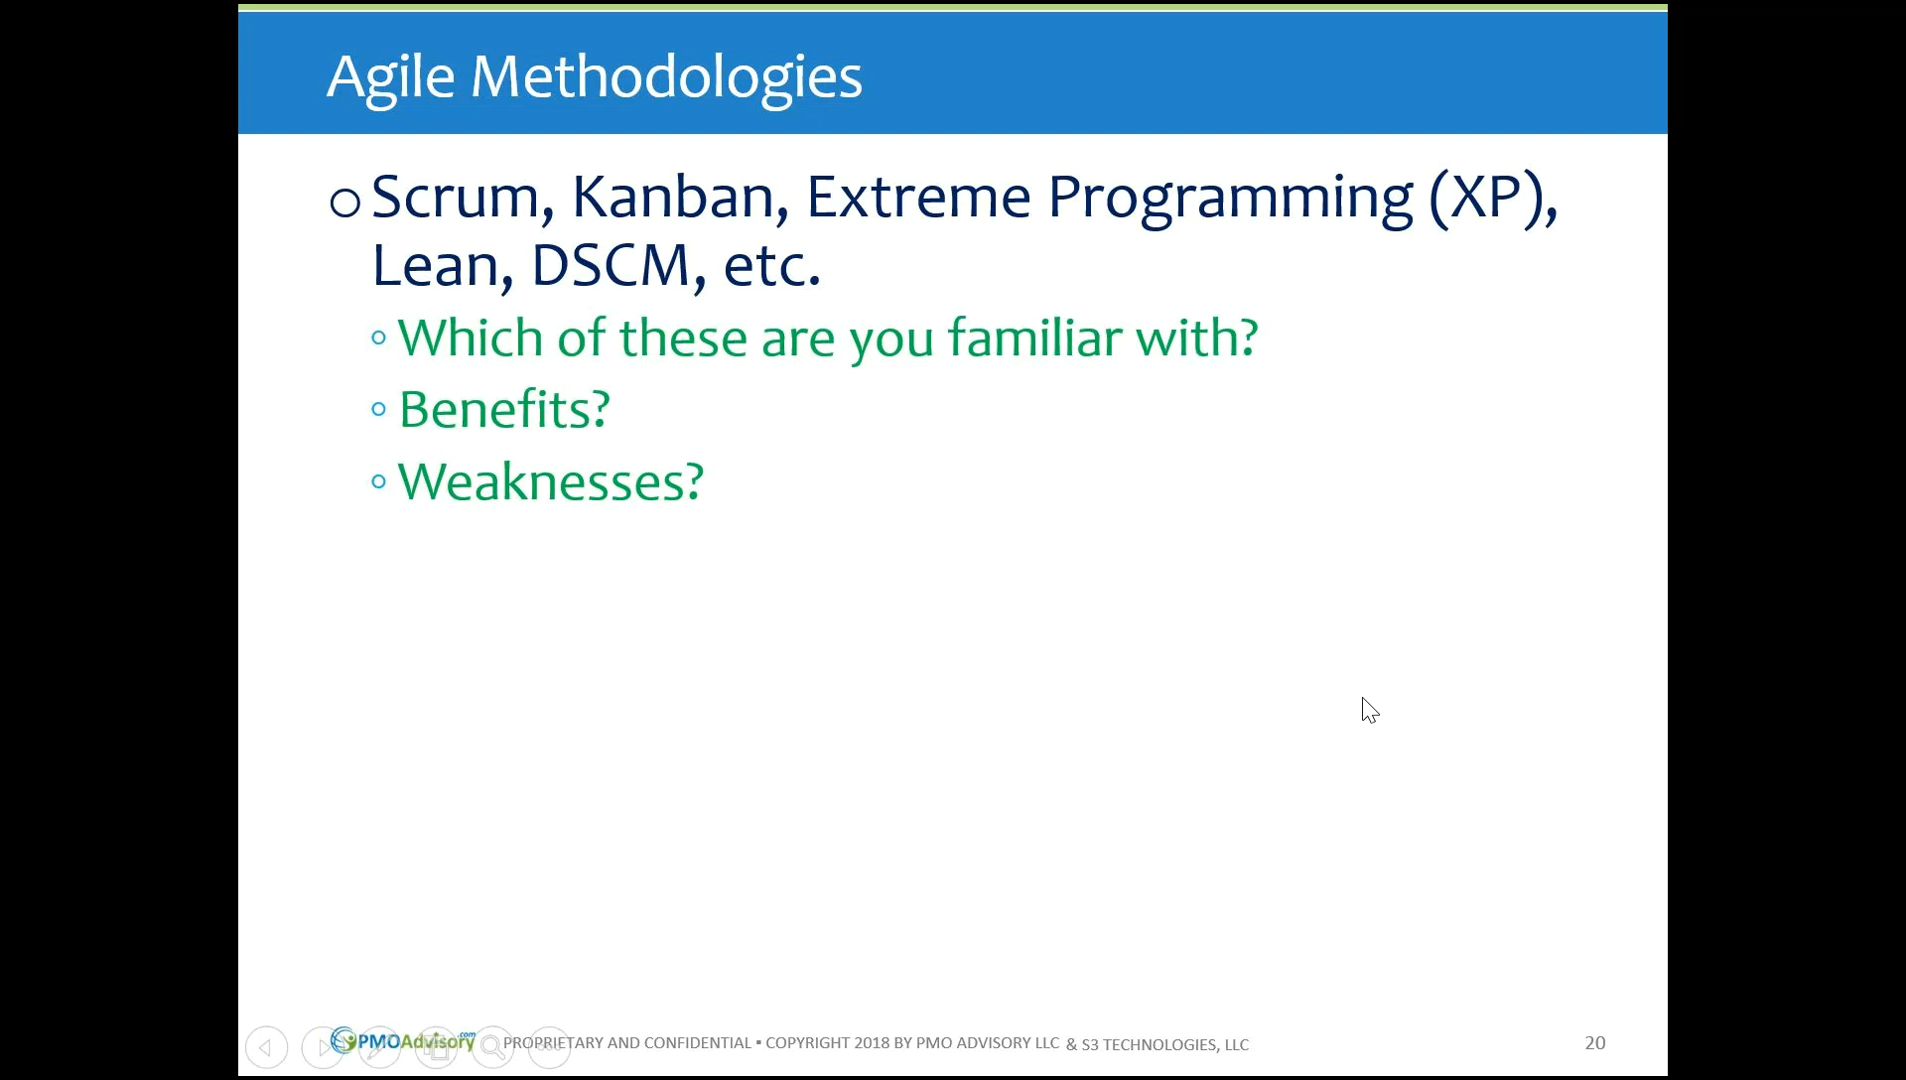 Agile Methodologies
Scrum, Kanban, Extreme Programming (XP),
Lean, DSCM, etc.
Which of these are you familiar with?
Benefits?
Weaknesses?
PMOAdvisory.com PROPRIETARY AND CONFIDENTIAL ▪ COPYRIGHT 2018 BY PMO ADVISORY LLC & S3 TECHNOLOGIES, LLC 20